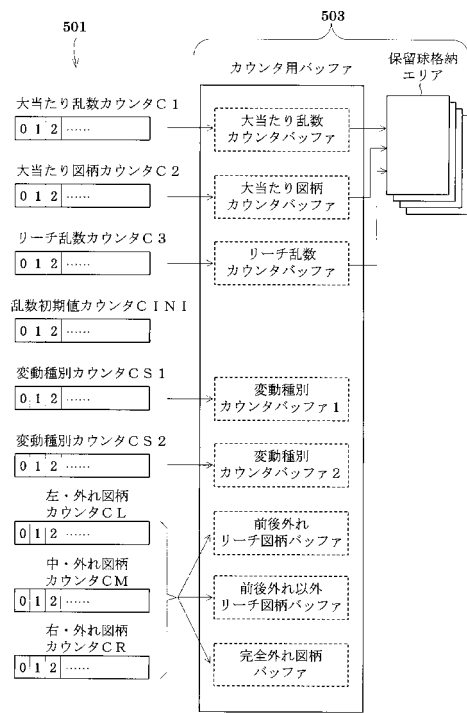 501
503
カウンタ用バッファ
保留球格納
エリア
大当たり乱数カウンタC1
0 1 2 ……
大当たり乱数
カウンタバッファ
大当たり図柄カウンタC2
0 1 2 ……
大当たり図柄
カウンタバッファ
リーチ乱数カウンタC3
0 1 2 ……
リーチ乱数
カウンタバッファ
乱数初期値カウンタCINI
0 1 2 ……
変動種別カウンタCS1
0 1 2 ……
変動種別
カウンタバッファ1
変動種別カウンタCS2
0 1 2 ……
変動種別
カウンタバッファ2
左・外れ図柄
カウンタCL
0 1 2 ……
前後外れ
リーチ図柄バッファ
中・外れ図柄
カウンタCM
0 1 2 ……
前後外れ以外
リーチ図柄バッファ
右・外れ図柄
カウンタCR
0 1 2 ……
完全外れ図柄
バッファ